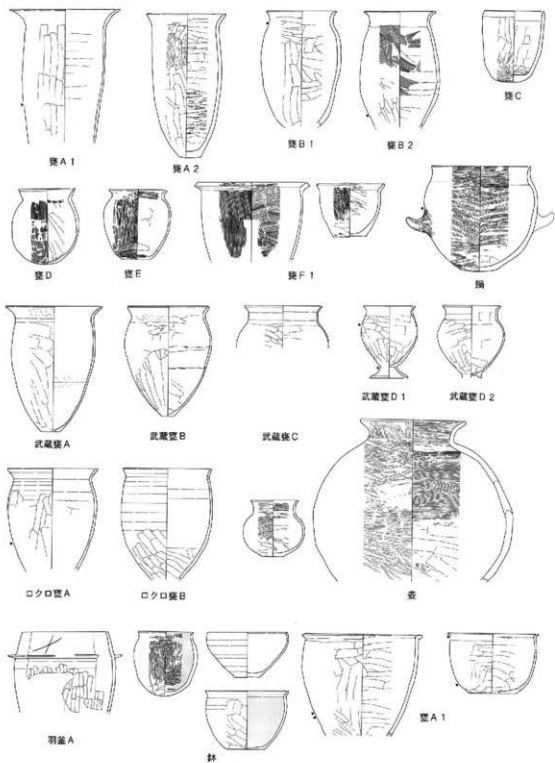 甕A1
甕A2
甕B1
甕B2
甕C
甕D
甕E
甕F1
鍋
武蔵甕A
武蔵甕B
武蔵甕C
武蔵甕D1
武蔵甕D2
ロクロ甕A
ロクロ甕B
壺
羽釜A
鉢
甕A1